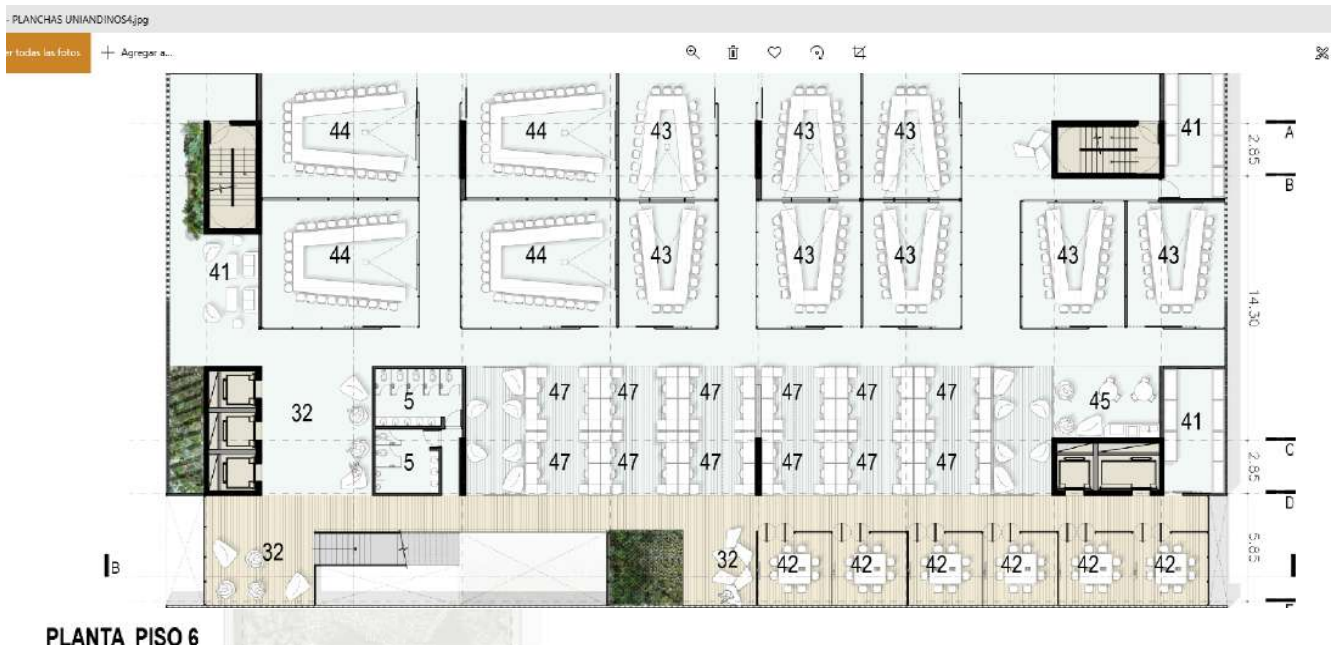 - PLANCHAS UNIANDINOS4.jpg
er todas las fotos
+ Agregar a...
44 44 43 43 43 41 A
2.85
B
44 44 43 43 43 43 43
41
14.30
32 5 47 47 47 47 47 47 45 41
5 47 47 47 47 47 47 C
2.85
D
32 32 42 42 42 42 42 42 5.85
B
PLANTA PISO 6